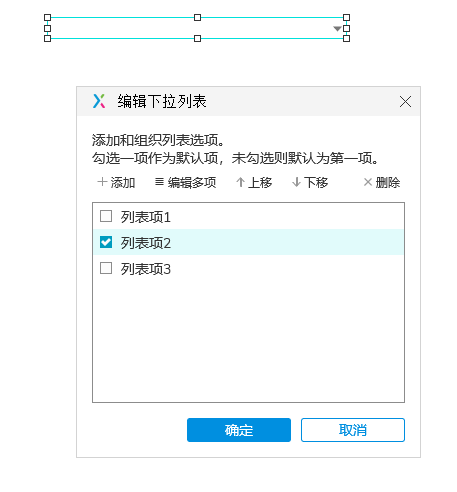 编辑下拉列表
添加和组织列表选项。
勾选一项作为默认项，未勾选则默认为第一项。
添加 编辑多项 上移 下移 删除
列表项1
列表项2
列表项3
确定 取消